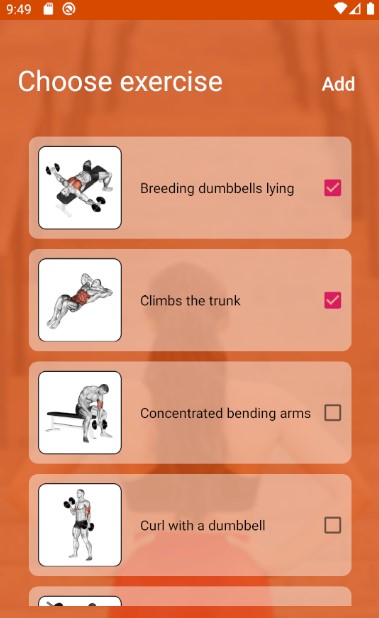 9:49
Choose exercise
Add
Breeding dumbbells lying
Climbs the trunk
Concentrated bending arms
Curl with a dumbbell